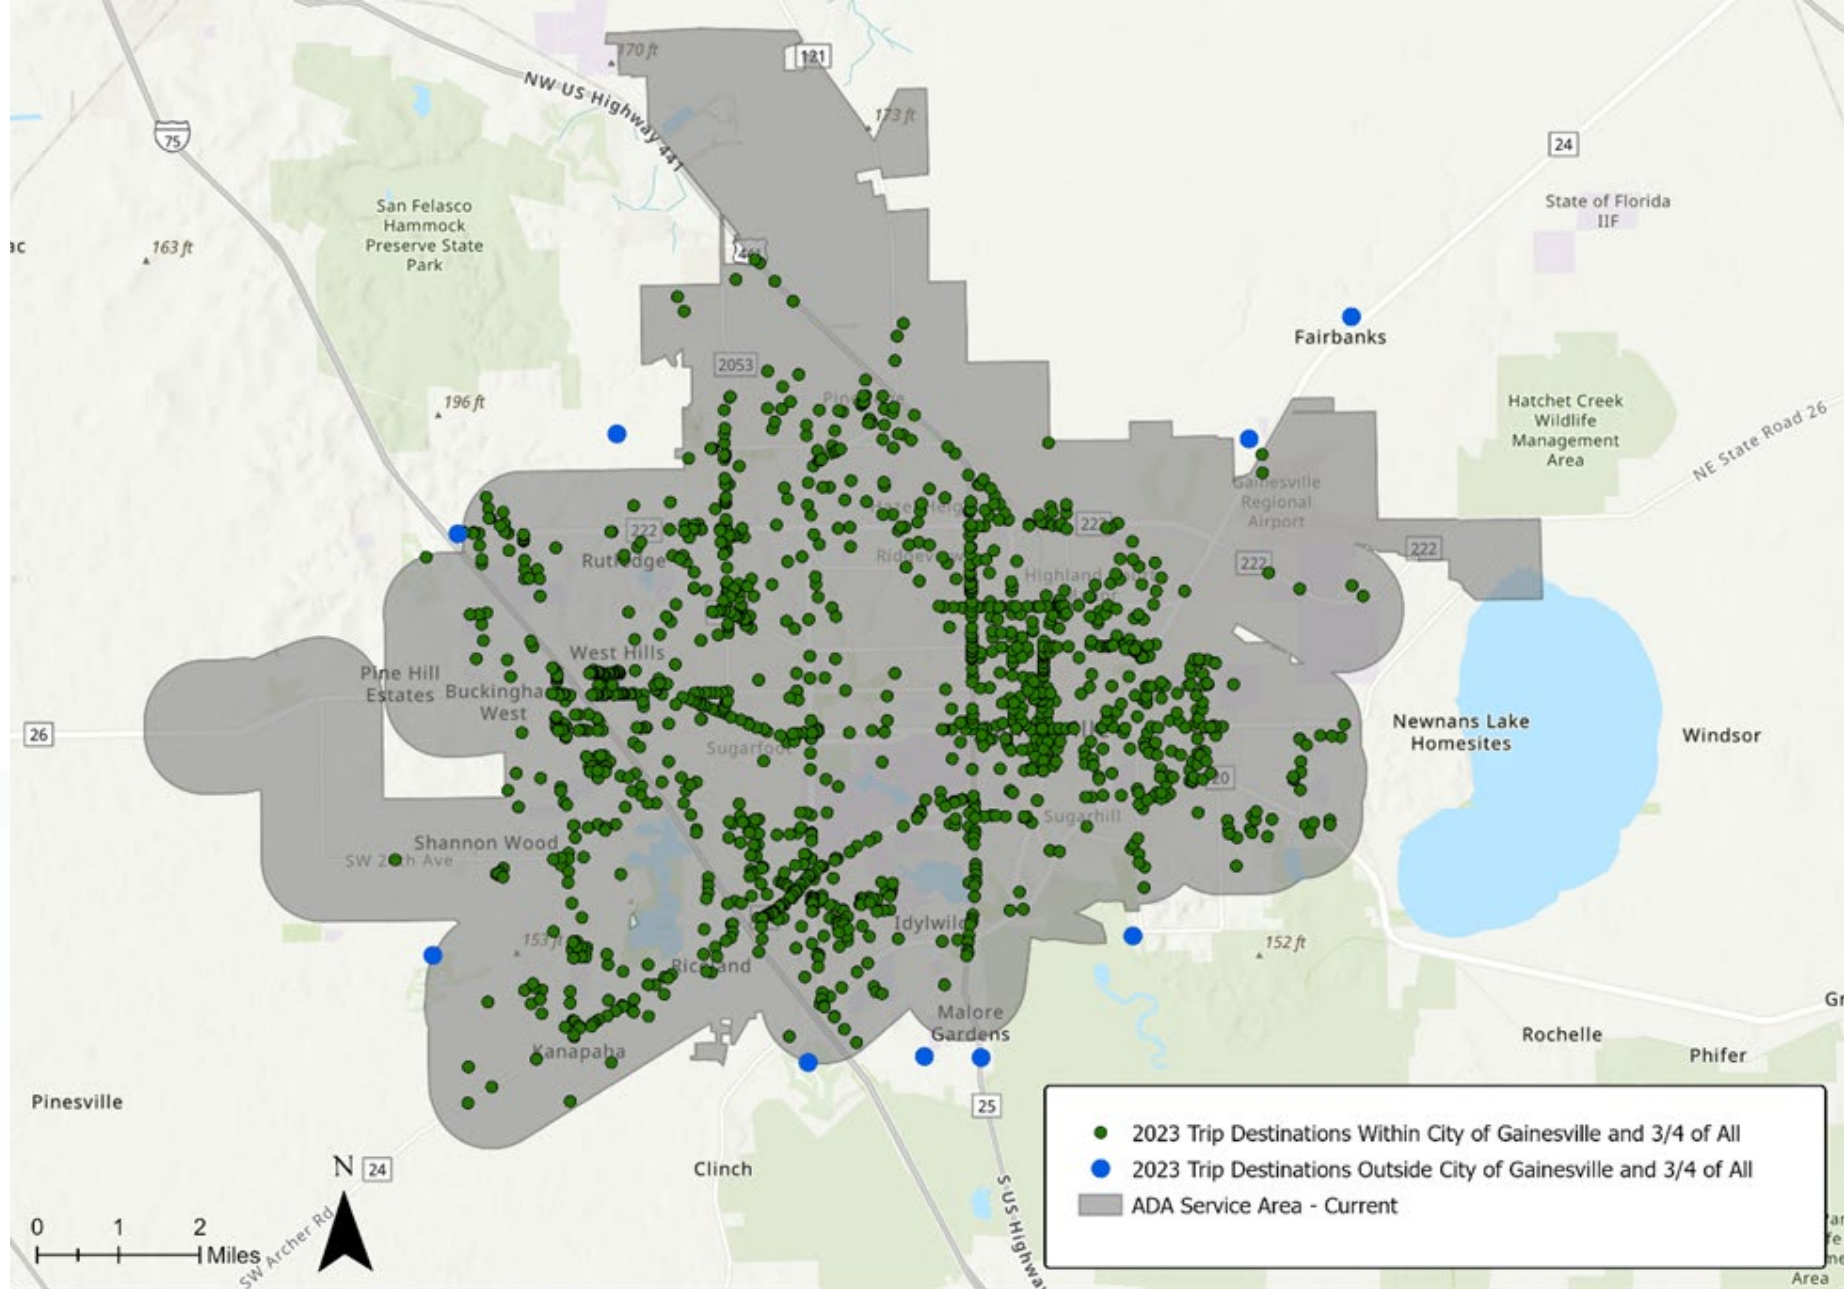 170 ft
121
NW US Highway 441
173 ft
75
24
State of Florida
IIF
San Felasco
Hammock
Preserve State
Park
163 ft
441
Fairbanks
2053
196 ft
Hatchet Creek
Wildlife
Management
Area
NE State Road 26
Gainesville
Regional
Airport
222
222
222
222
Rutledge
Ridgeview
Highland
West Hills
Pine Hill
Estates
Buckingham
West
26
Sugarfoot
Newnans Lake
Homesites
Windsor
20
Sugarhill
Shannon Wood
SW 24th Ave
Idylwild
153 ft
152 ft
Malore
Gardens
Kanapaha
Rochelle
Phifer
Pinesville
25
Clinch
24
SW Archer Rd
S US Highway
N
0 1 2
Miles
2023 Trip Destinations Within City of Gainesville and 3/4 of All
2023 Trip Destinations Outside City of Gainesville and 3/4 of All
ADA Service Area - Current
Area